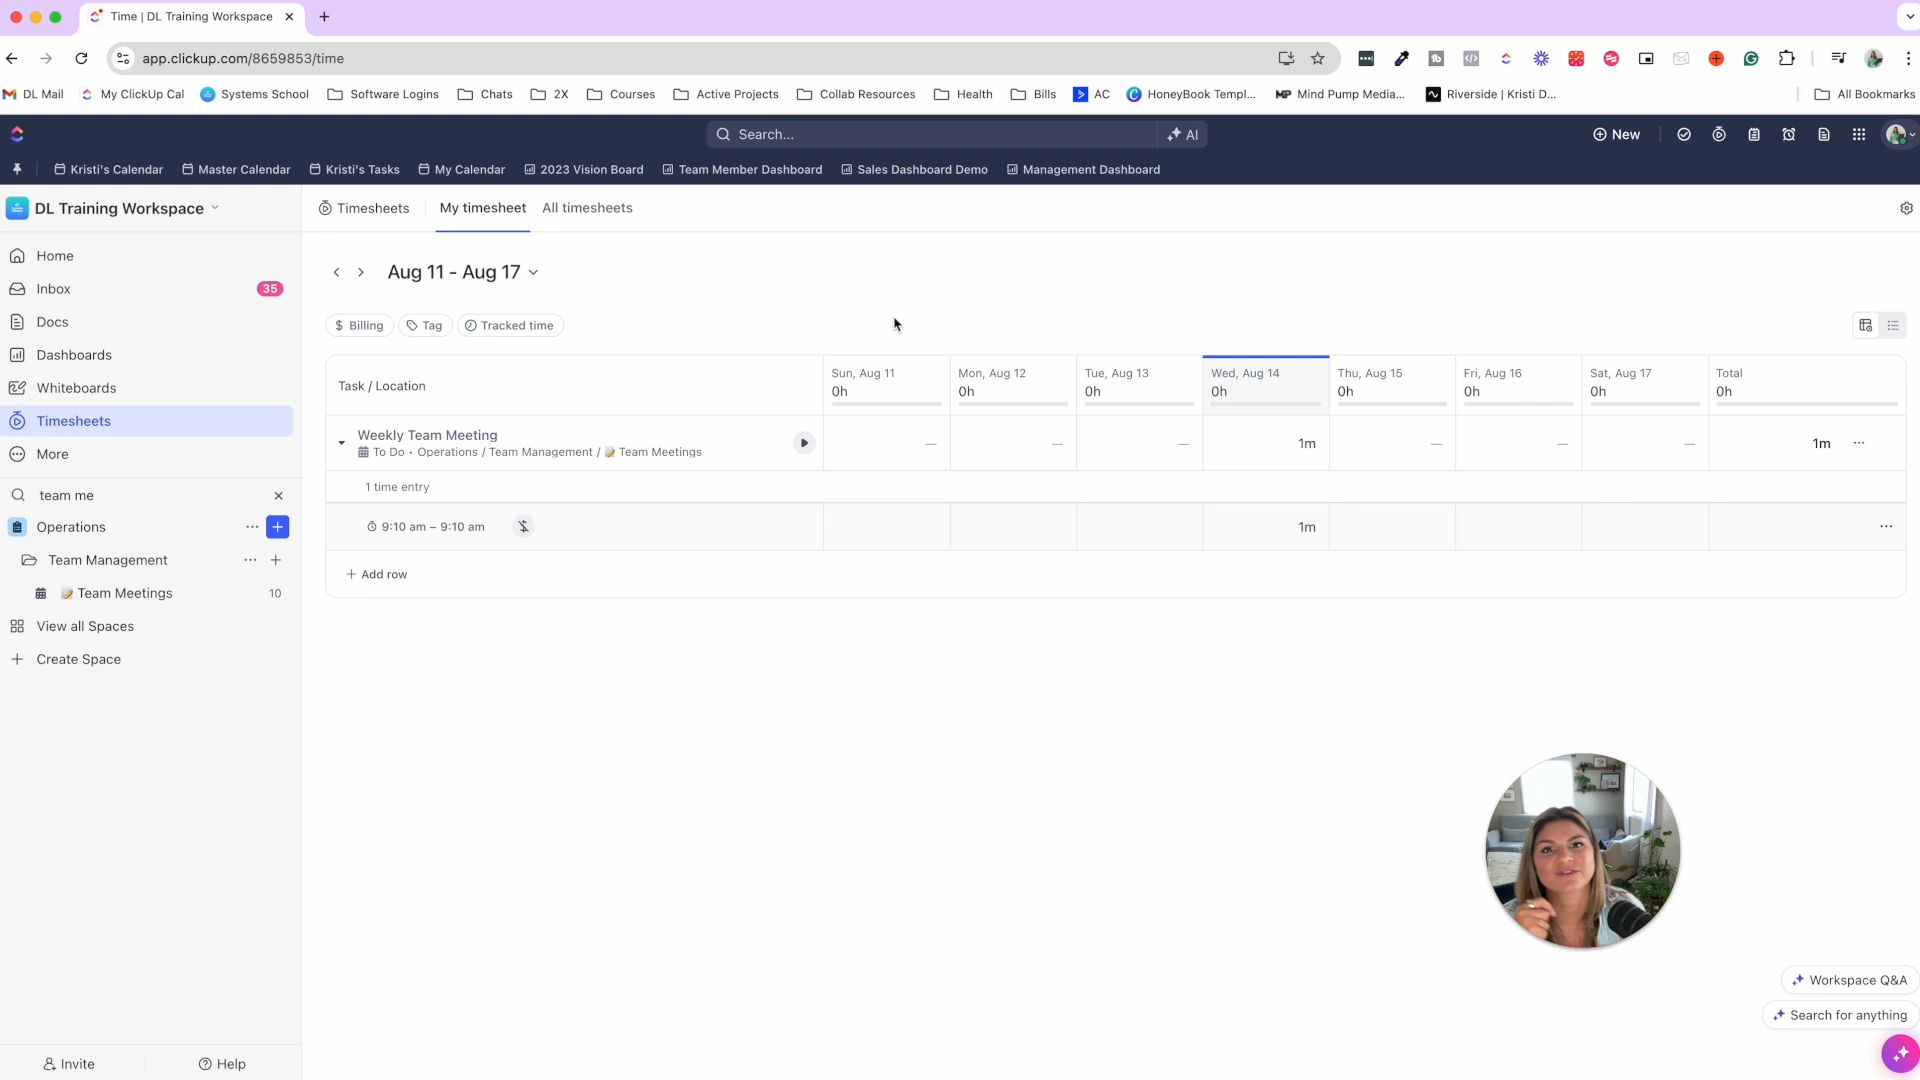 Time | DL Training Workspace
app.clickup.com/8659853/time
DL Mail My ClickUp Cal Systems School Software Logins Chats 2X Courses Active Projects Collab Resources Health Bills AC HoneyBook Templ... MP Mind Pump Media... Riverside | Kristi D... All Bookmarks
Search... AI New
Kristi's Calendar Master Calendar Kristi's Tasks My Calendar 2023 Vision Board Team Member Dashboard Sales Dashboard Demo Management Dashboard
DL Training Workspace
Timesheets My timesheet All timesheets
Home
Inbox 35
Docs
Dashboards
Whiteboards
Timesheets
More
team me
Operations
Team Management
Team Meetings 10
View all Spaces
Create Space
Invite Help
Aug 11 - Aug 17
$ Billing Tag Tracked time
Task / Location
Sun, Aug 11 Mon, Aug 12 Tue, Aug 13 Wed, Aug 14 Thu, Aug 15 Fri, Aug 16 Sat, Aug 17 Total
0h 0h 0h 0h 0h 0h 0h 0h
Weekly Team Meeting
To Do • Operations / Team Management / Team Meetings
— — — 1m — — — 1m
1 time entry
9:10 am – 9:10 am 1m
+ Add row
Workspace Q&A
Search for anything